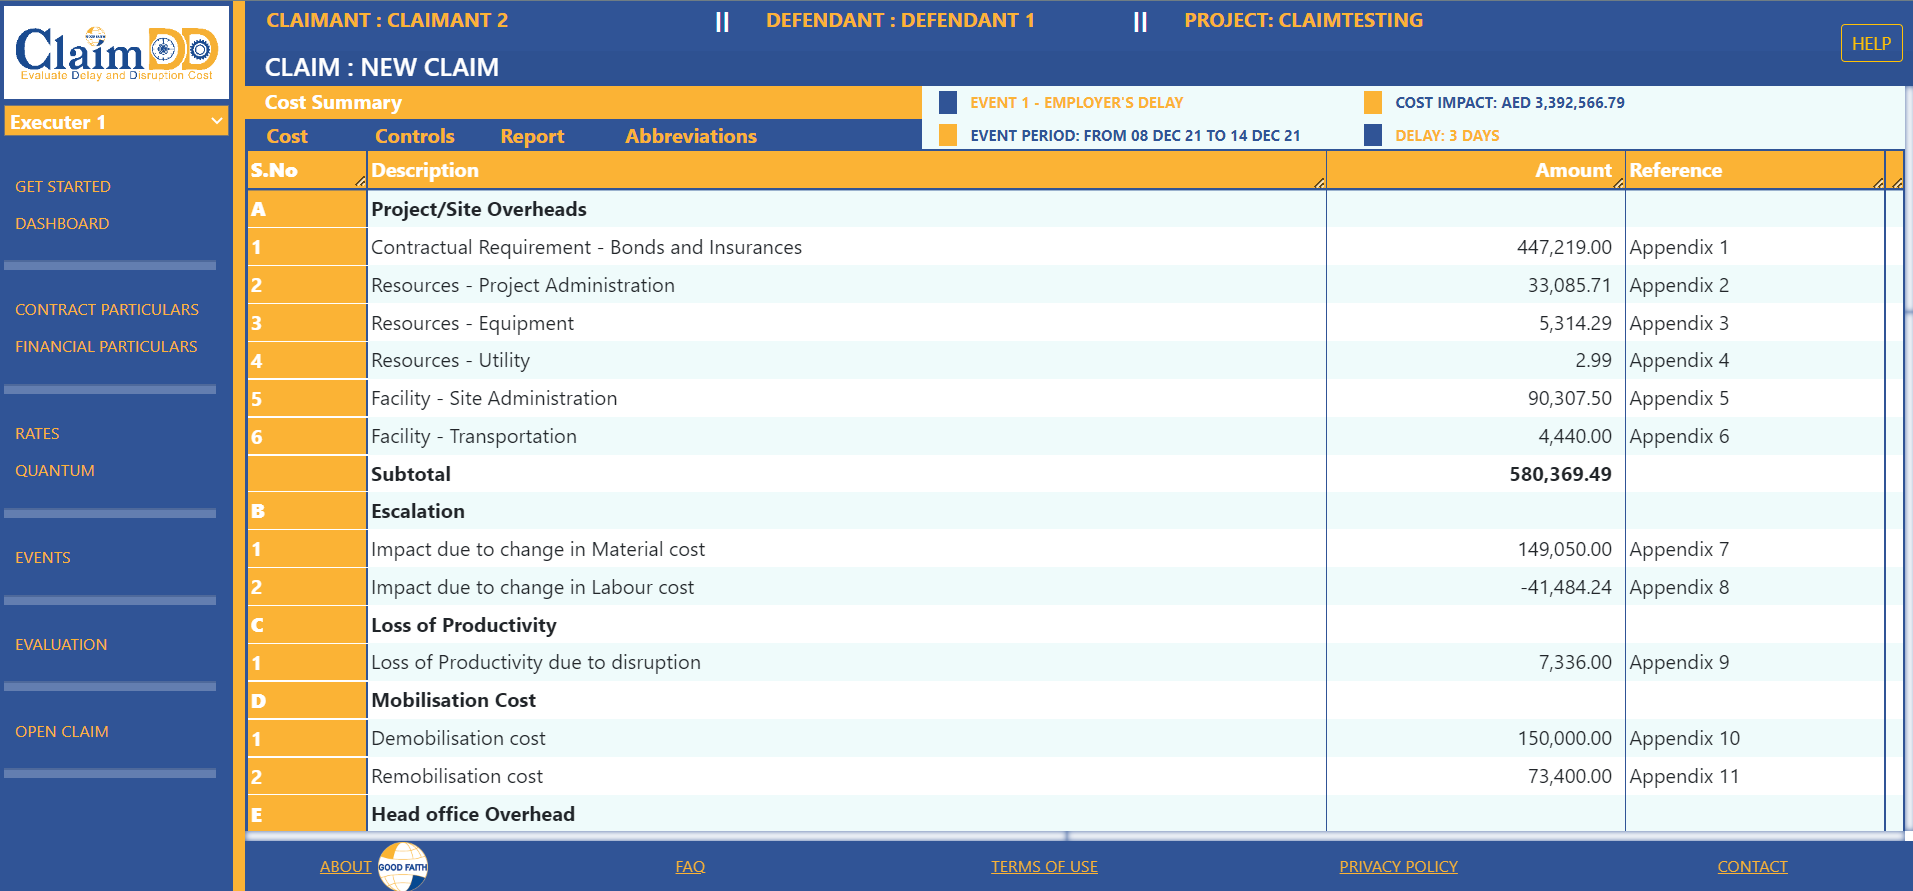 ClaimDD
Evaluate Delay and Disruption Cost
Executer 1
GET STARTED
DASHBOARD
CONTRACT PARTICULARS
FINANCIAL PARTICULARS
RATES
QUANTUM
EVENTS
EVALUATION
OPEN CLAIM
CLAIMANT : CLAIMANT 2 || DEFENDANT : DEFENDANT 1 || PROJECT: CLAIMTESTING
HELP
CLAIM : NEW CLAIM
Cost Summary
Cost Controls Report Abbreviations
EVENT 1 - EMPLOYER'S DELAY COST IMPACT: AED 3,392,566.79
EVENT PERIOD: FROM 08 DEC 21 TO 14 DEC 21 DELAY: 3 DAYS
S.No Description Amount Reference
A Project/Site Overheads
1 Contractual Requirement - Bonds and Insurances 447,219.00 Appendix 1
2 Resources - Project Administration 33,085.71 Appendix 2
3 Resources - Equipment 5,314.29 Appendix 3
4 Resources - Utility 2.99 Appendix 4
5 Facility - Site Administration 90,307.50 Appendix 5
6 Facility - Transportation 4,440.00 Appendix 6
Subtotal 580,369.49
B Escalation
1 Impact due to change in Material cost 149,050.00 Appendix 7
2 Impact due to change in Labour cost -41,484.24 Appendix 8
C Loss of Productivity
1 Loss of Productivity due to disruption 7,336.00 Appendix 9
D Mobilisation Cost
1 Demobilisation cost 150,000.00 Appendix 10
2 Remobilisation cost 73,400.00 Appendix 11
E Head office Overhead
ABOUT GOOD FAITH FAQ TERMS OF USE PRIVACY POLICY CONTACT